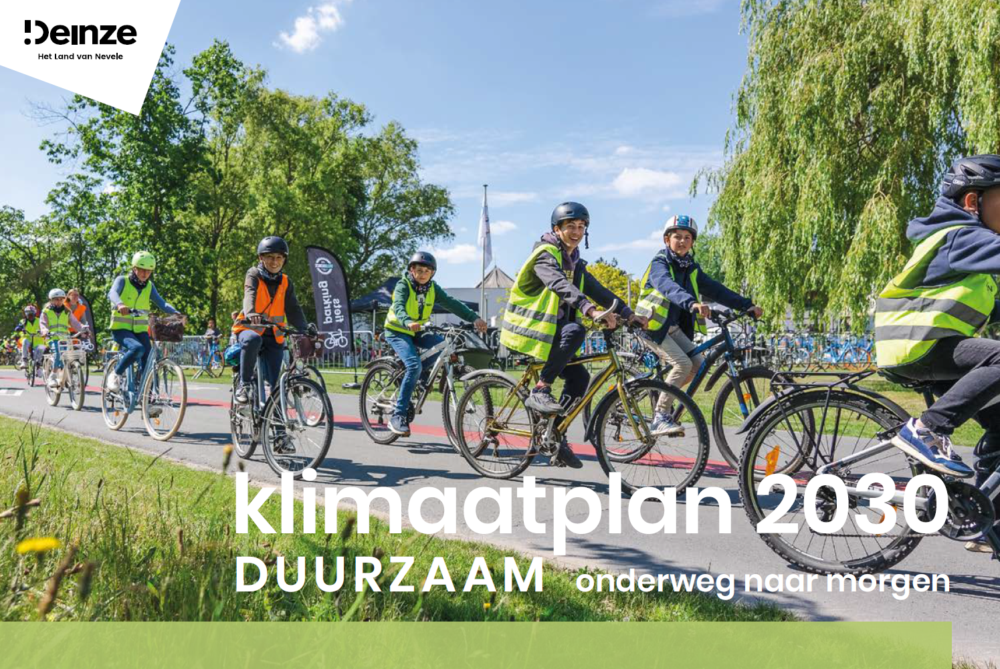 Deinze
Het Land van Nevele
fiets
parking
klimaatplan 2030
DUURZAAM onderweg naar morgen